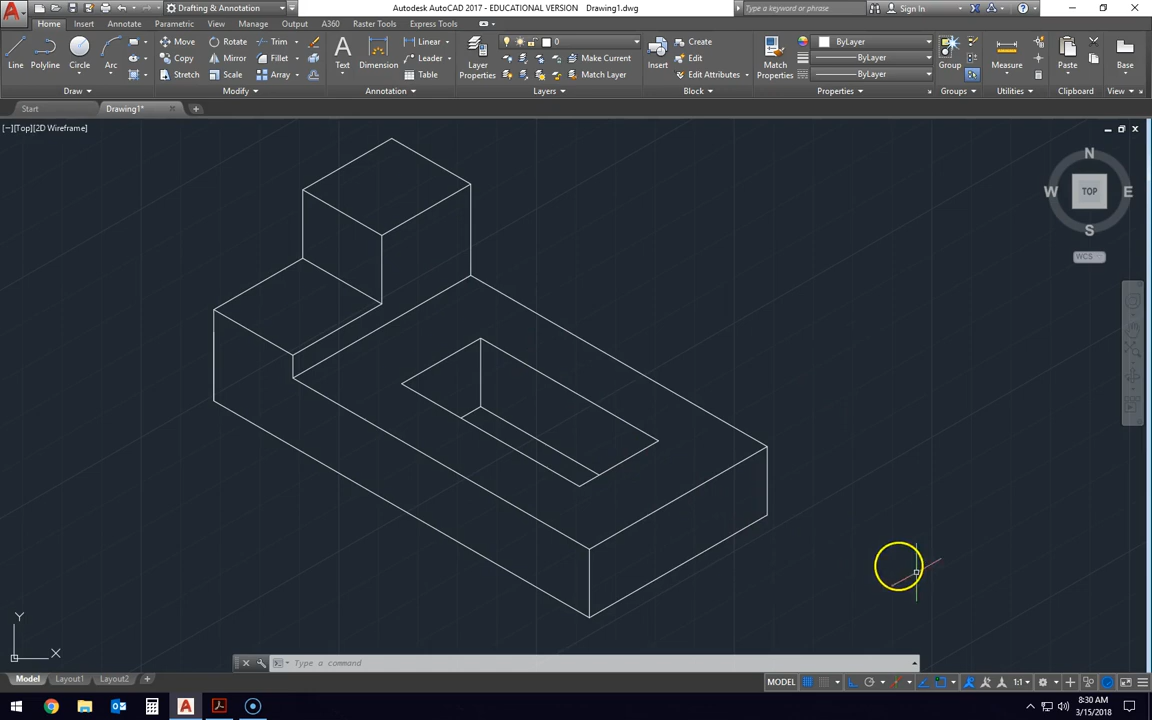 Drafting & Annotation
Autodesk AutoCAD 2017 - EDUCATIONAL VERSION Drawing1.dwg
Type a keyword or phrase
Sign In
Home Insert Annotate Parametric View Manage Output A360 Raster Tools Express Tools
Line Polyline Circle Arc
Move Rotate Trim
Copy Mirror Fillet
Stretch Scale Array
Text Dimension
Linear
Leader
Table
Layer Properties
0
Make Current
Match Layer
Insert
Create
Edit
Edit Attributes
Match Properties
ByLayer
ByLayer
ByLayer
Group
Measure
Paste
Base
Draw Modify Annotation Layers Block Properties Groups Utilities Clipboard View
Start Drawing1*
[−][Top][2D Wireframe]
N
W TOP E
S
WCS
Y
X
Type a command
Model Layout1 Layout2
MODEL
1:1
8:30 AM
3/15/2018